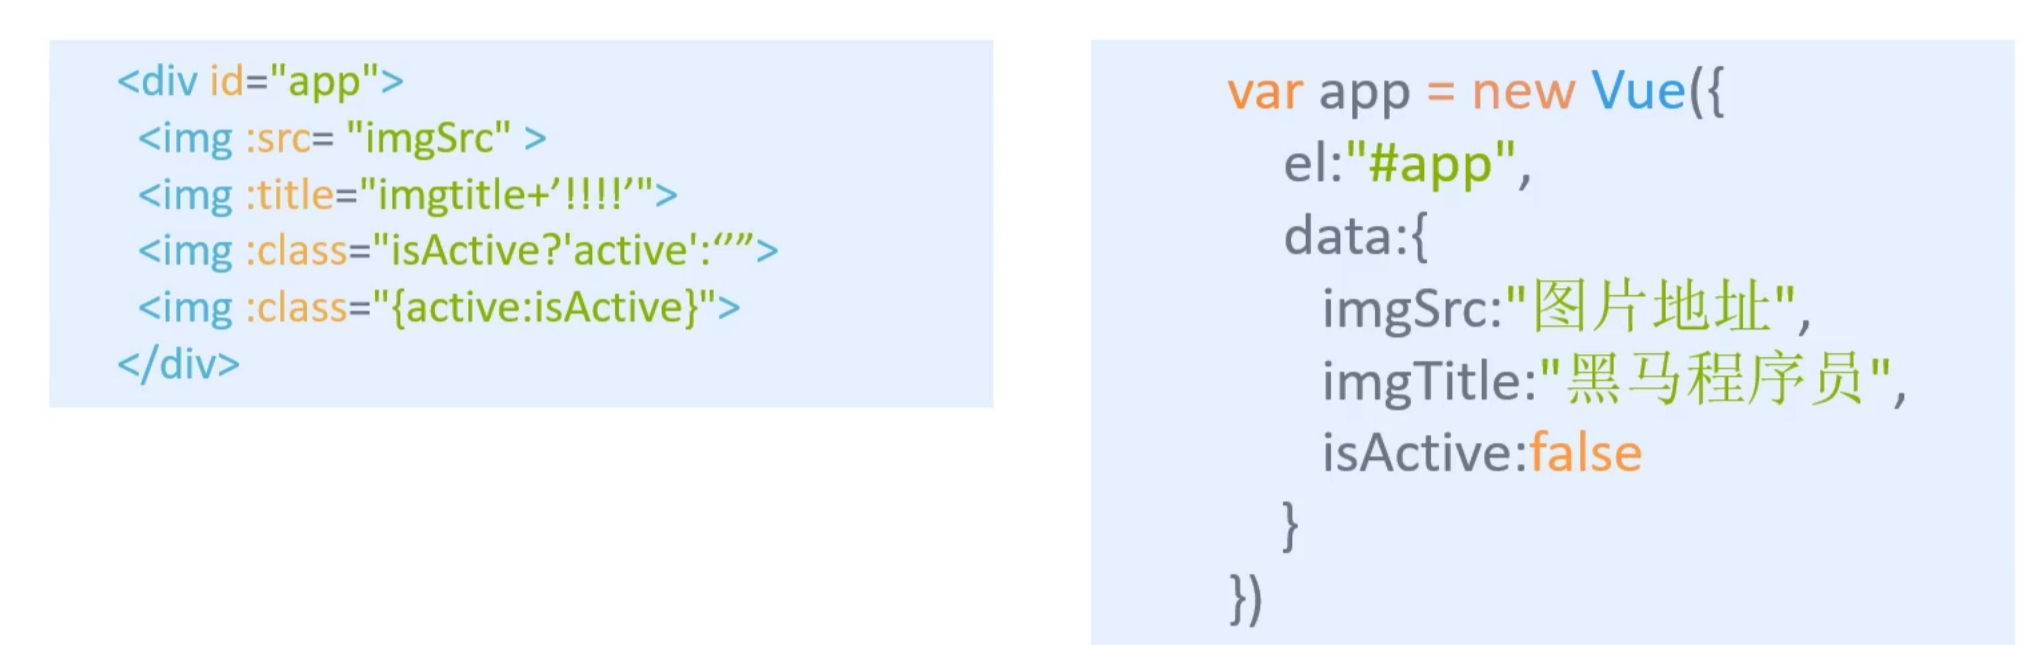 <div id="app">
<img :src= "imgSrc" >
<img :title="imgtitle+’!!!!’">
<img :class="isActive?'active':‘’”>
<img :class="{active:isActive}">
</div>
var app = new Vue({
el:"#app",
data:{
imgSrc:"图片地址",
imgTitle:"黑马程序员",
isActive:false
}
})